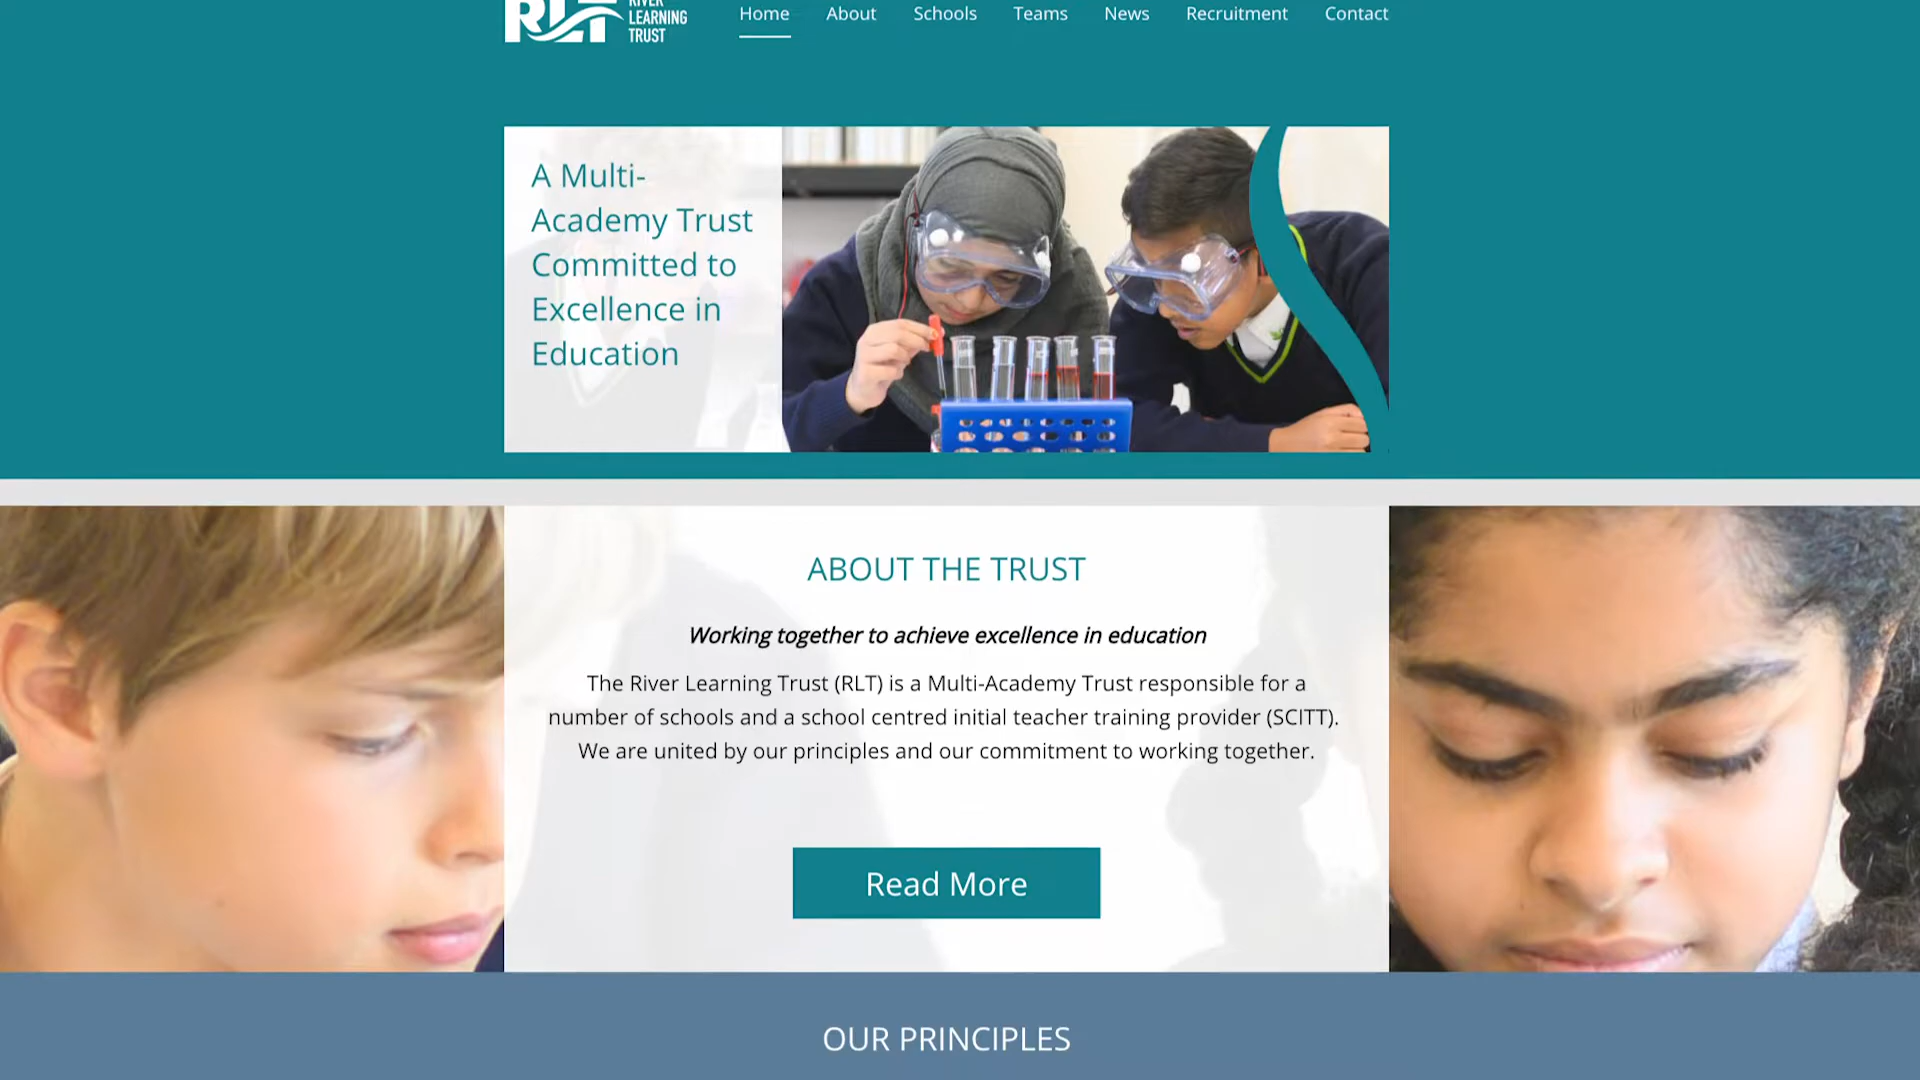 RLT
RIVER
LEARNING
TRUST
Home About Schools Teams News Recruitment Contact
A Multi-
Academy Trust
Committed to
Excellence in
Education
ABOUT THE TRUST
Working together to achieve excellence in education
The River Learning Trust (RLT) is a Multi-Academy Trust responsible for a
number of schools and a school centred initial teacher training provider (SCITT).
We are united by our principles and our commitment to working together.
Read More
OUR PRINCIPLES